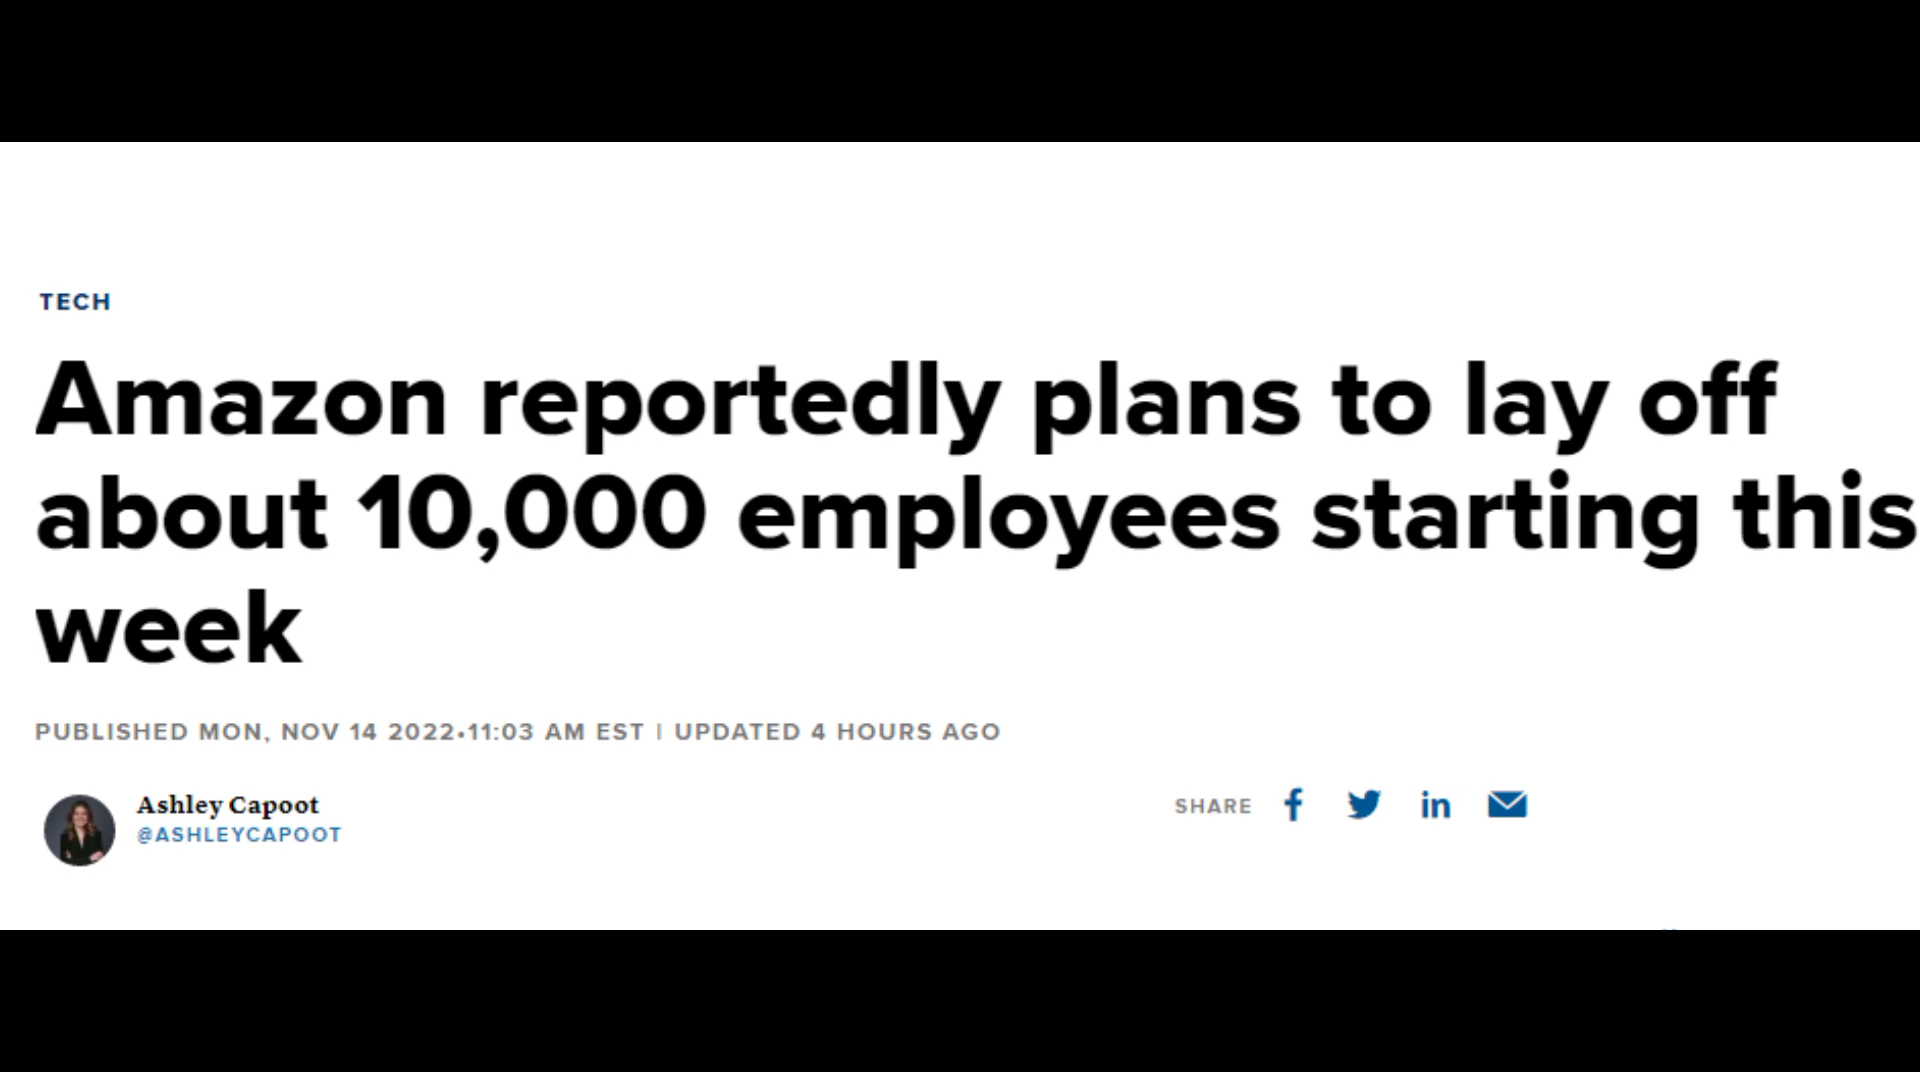 TECH
Amazon reportedly plans to lay off
about 10,000 employees starting this
week
PUBLISHED MON, NOV 14 2022•11:03 AM EST | UPDATED 4 HOURS AGO
Ashley Capoot
@ASHLEYCAPOOT
SHARE